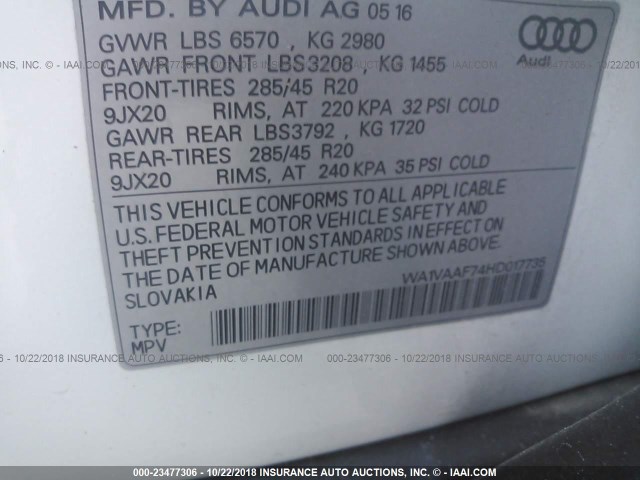 MFD. BY AUDI AG 05 16
GVWR LBS 6570 , KG 2980
GAWR FRONT LBS 3208 , KG 1455
FRONT-TIRES 285/45 R20
9JX20 RIMS, AT 220 KPA 32 PSI COLD
GAWR REAR LBS3792 , KG 1720
REAR-TIRES 285/45 R20
9JX20 RIMS, AT 240 KPA 35 PSI COLD
Audi
THIS VEHICLE CONFORMS TO ALL APPLICABLE
U.S. FEDERAL MOTOR VEHICLE SAFETY AND
THEFT PREVENTION STANDARDS IN EFFECT ON
THE DATE OF MANUFACTURE SHOWN ABOVE.
SLOVAKIA
WA1VAAF74HD017735
TYPE:
MPV
000-23477306 - 10/22/2018 INSURANCE AUTO AUCTIONS, INC. © - IAAI.COM